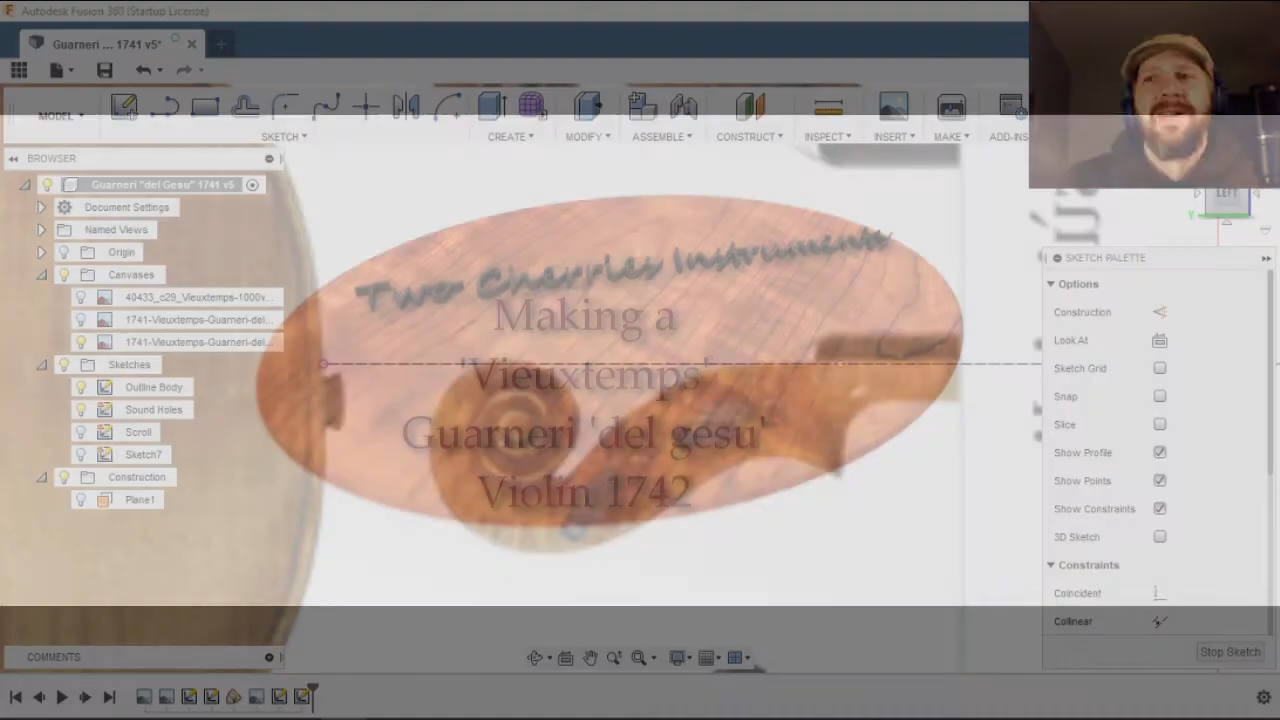 Autodesk Fusion 360 (Startup License)
Guarneri ... 1741 v5*
MODEL
SKETCH
CREATE
MODIFY
ASSEMBLE
CONSTRUCT
INSPECT
INSERT
MAKE
ADD-INS
BROWSER
Guarneri "del Gesu" 1741 v5
Document Settings
Named Views
Origin
Canvases
40433_c29_Vieuxtemps-1000v...
1741-Vieuxtemps-Guarneri-del...
1741-Vieuxtemps-Guarneri-del...
Sketches
Outline Body
Sound Holes
Scroll
Sketch7
Construction
Plane1
Two Cherries Instruments
Making a
'Vieuxtemps'
Guarneri 'del gesu'
Violin 1742
LEFT
Y
SKETCH PALETTE
Options
Construction
Look At
Sketch Grid
Snap
Slice
Show Profile
Show Points
Show Constraints
3D Sketch
Constraints
Coincident
Collinear
Stop Sketch
COMMENTS